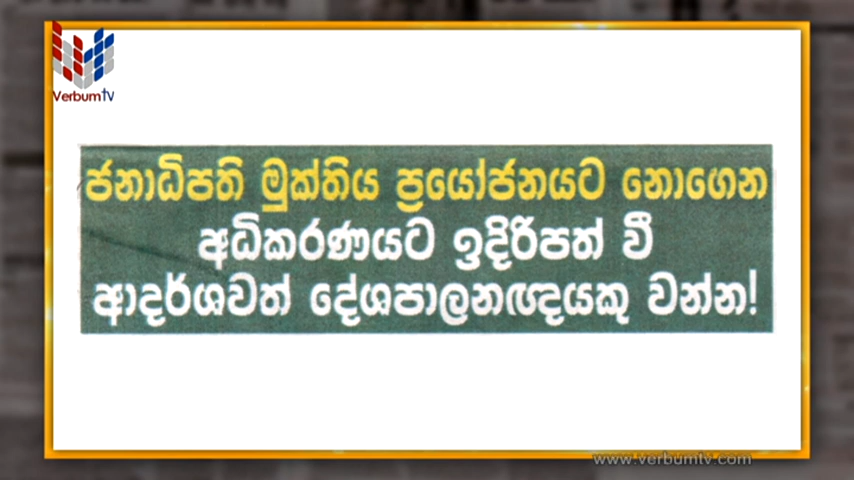 Verbumtv
ජනාධිපති මුක්තිය ප්‍රයෝජනයට නොගෙන
අධිකරණයට ඉදිරිපත් වී
ආදර්ශවත් දේශපාලනඥයකු වන්න!
www.verbumtv.com